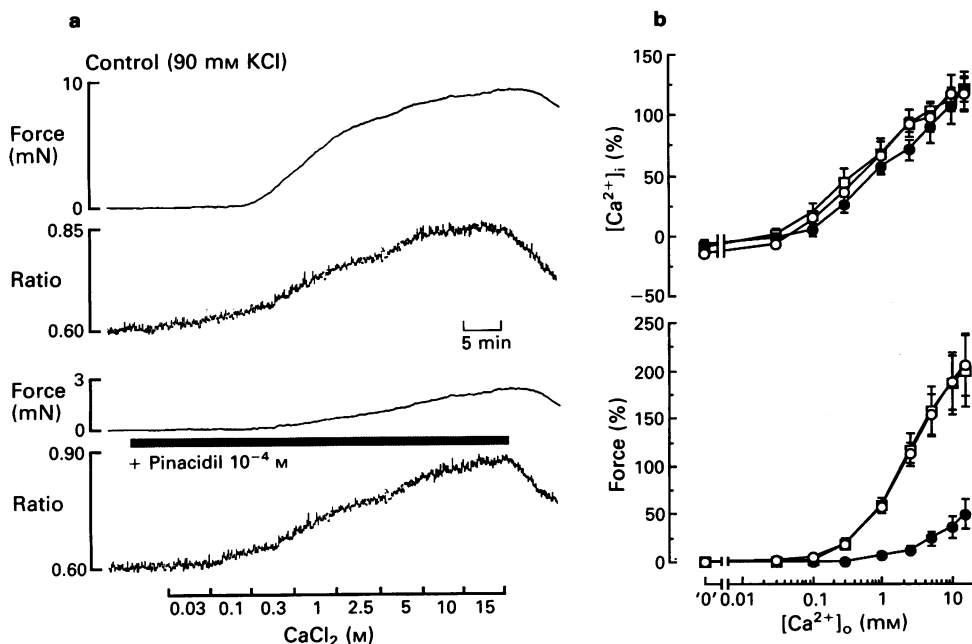 a
Control (90 mM KCl)
10
Force
(mN)
0
0.85
Ratio
0.60
5 min
3
Force
(mN)
0
+ Pinacidil 10⁻⁴ M
0.90
Ratio
0.60
0.03 0.1 0.3 1 2.5 5 10 15
CaCl₂ (M)
b
150
100
50
0
−50
[Ca²⁺]ᵢ (%)
250
200
150
100
50
0
Force (%)
'0' 0.01 0.1 1 10
[Ca²⁺]ₒ (mM)